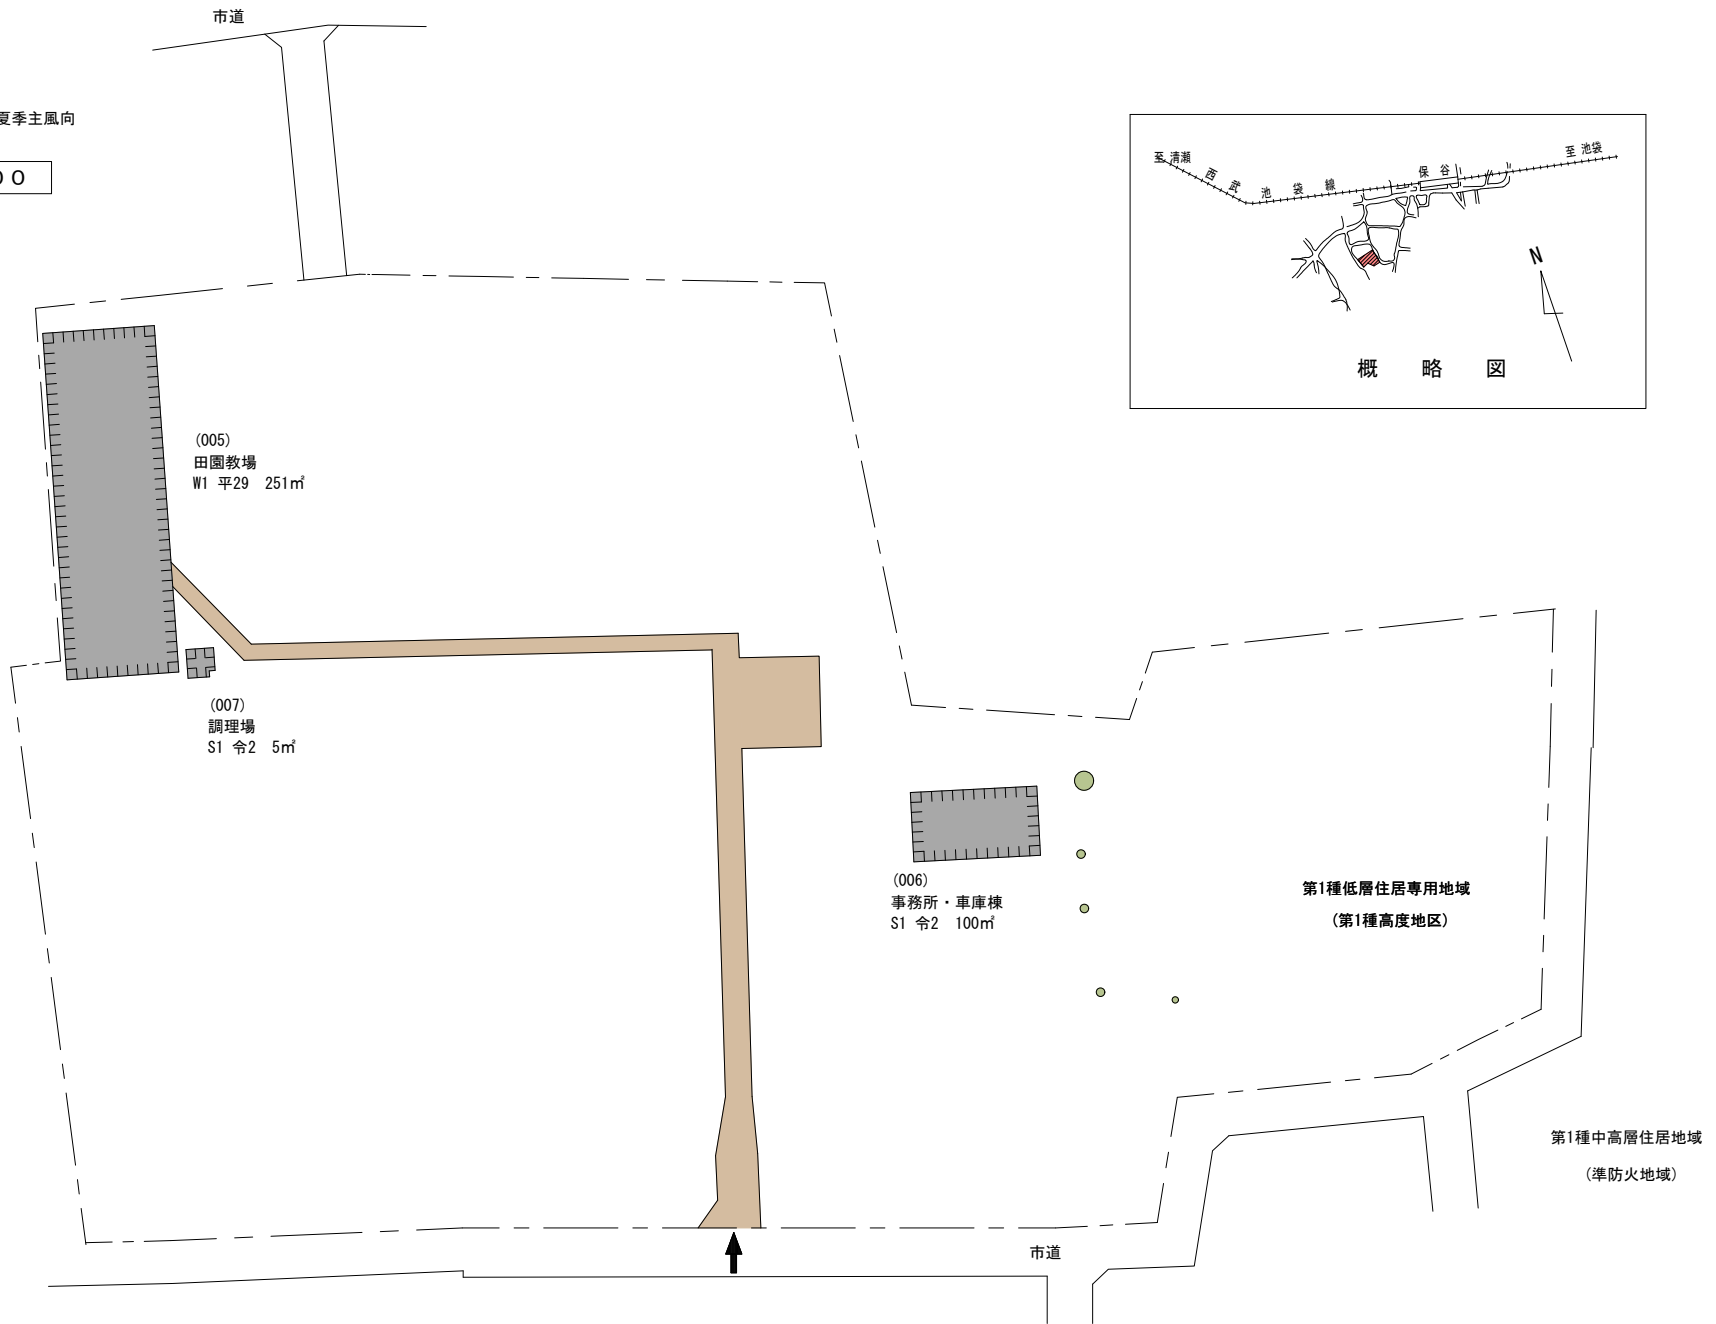 市道
夏季主風向
００
至 清瀬
西武池袋線
保谷
至 池袋
N
概略図
(005)
田園教場
W1 平29 251㎡
(007)
調理場
S1 令2 5㎡
(006)
事務所・車庫棟
S1 令2 100㎡
第1種低層住居専用地域
(第1種高度地区)
第1種中高層住居地域
(準防火地域)
市道